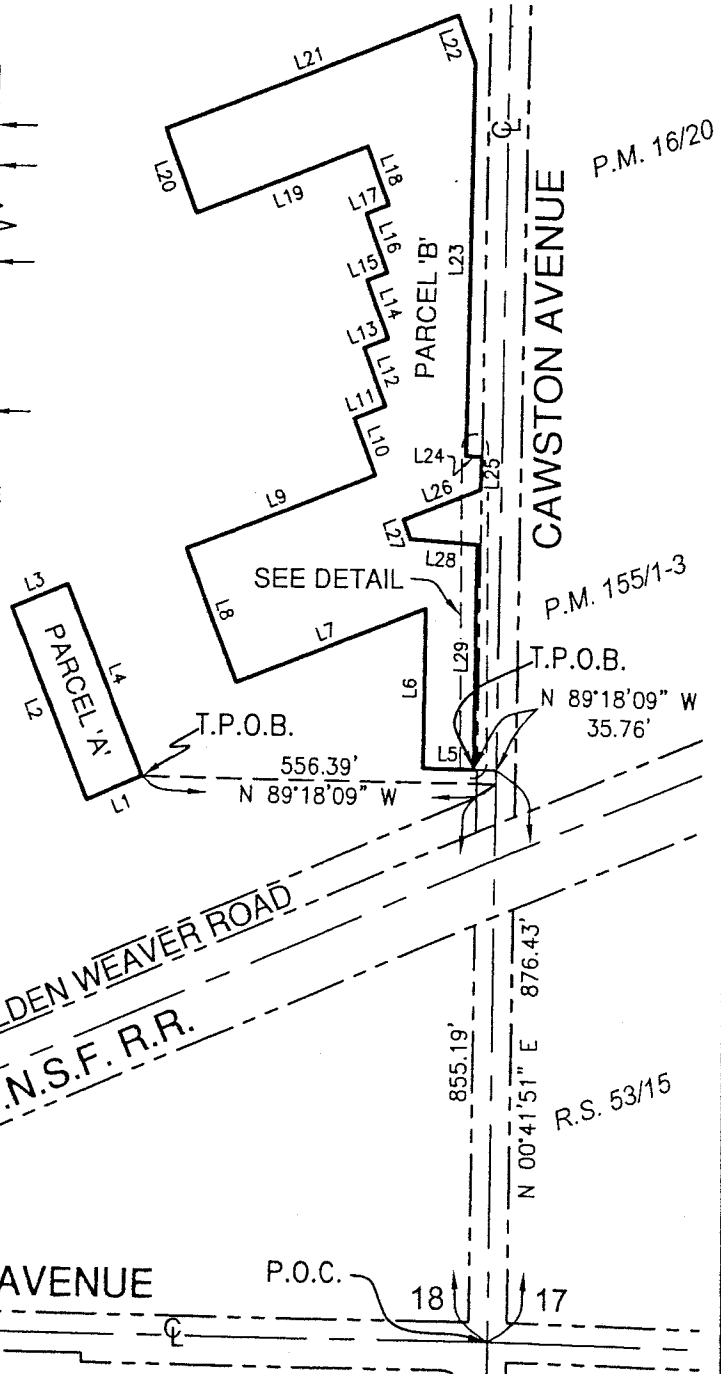 L22
L21
℄
P.M. 16/20
L20
L18
L19
L17
L16
L23
PARCEL 'B'
CAWSTON AVENUE
L15
L14
L13
L12
L11
L10
L24
L25
L9
L26
L27
L28
SEE DETAIL
P.M. 155/1-3
L3
L8
L7
PARCEL 'A'
L4
L2
L6
L29
T.P.O.B.
N 89°18'09" W
35.76'
T.P.O.B.
L5
556.39'
N 89°18'09" W
L1
LDEN WEAVER ROAD
.N.S.F. R.R.
855.19'
N 00°41'51" E 876.43'
R.S. 53/15
AVENUE
P.O.C.
18
17
℄